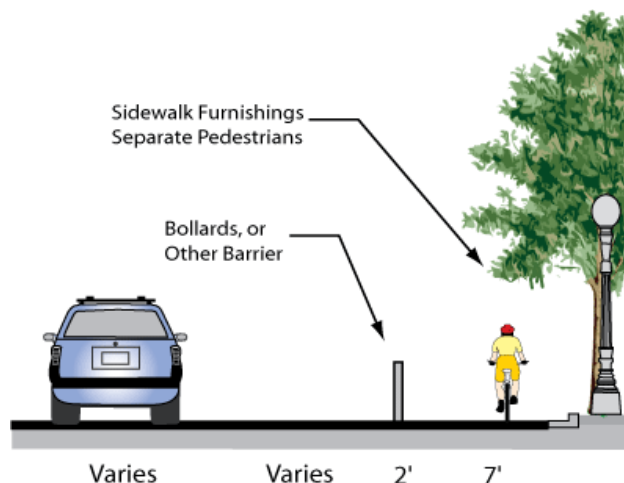 Sidewalk Furnishings
Separate Pedestrians
Bollards, or
Other Barrier
Varies Varies 2' 7'